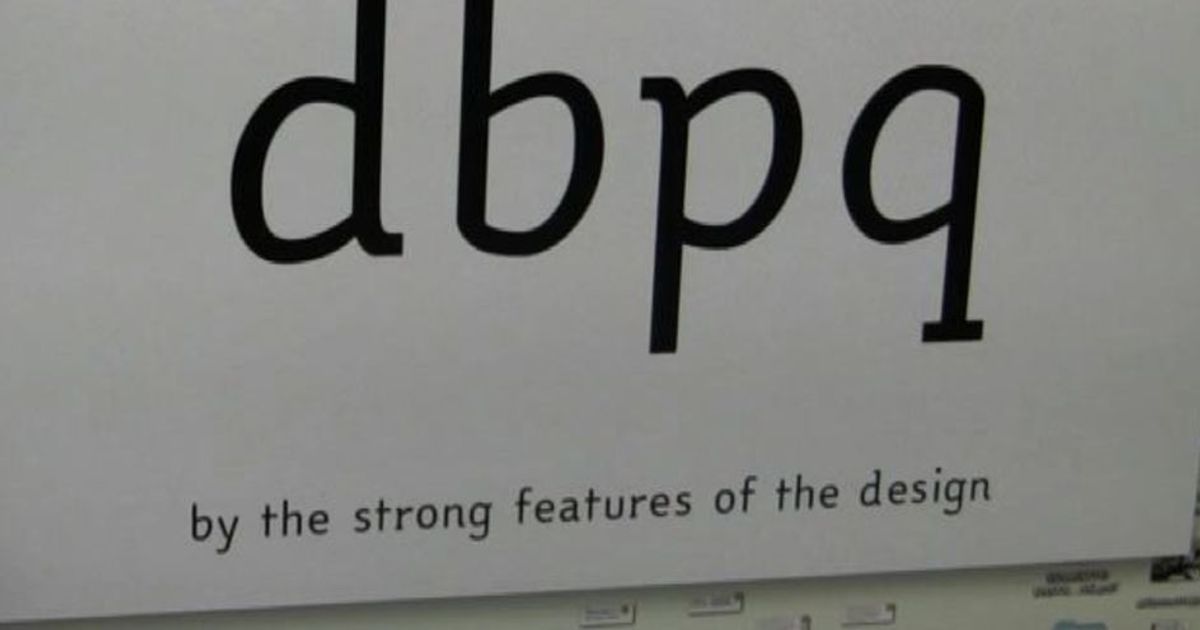 dbpq
by the strong features of the design